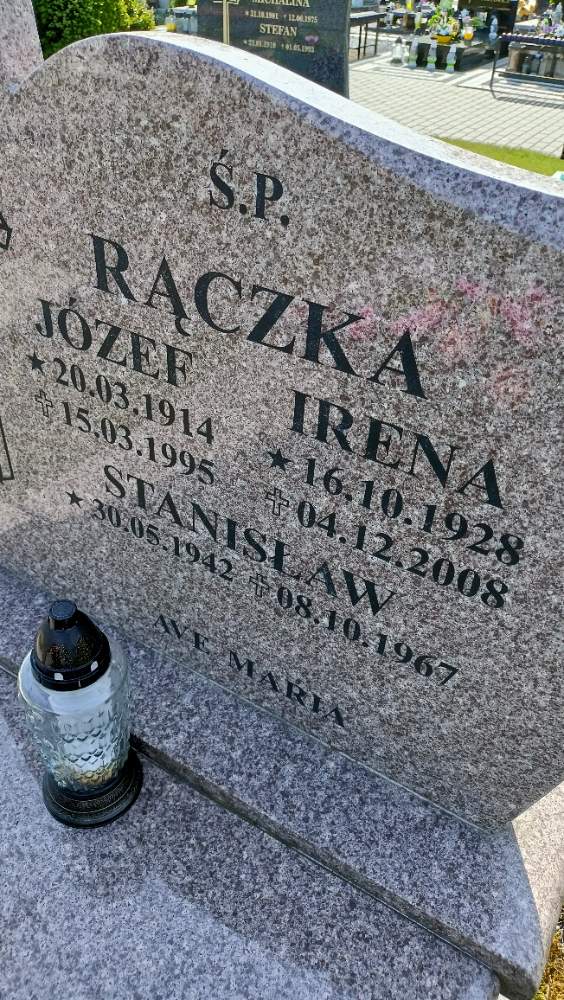 STEFAN
Ś.P.
RĄCZKA
JÓZEF
★ 20.03.1914
✝ 15.03.1995
IRENA
★ 16.10.1928
✝ 04.12.2008
STANISŁAW
★ 30.05.1942 ✝ 08.10.1967
AVE MARIA